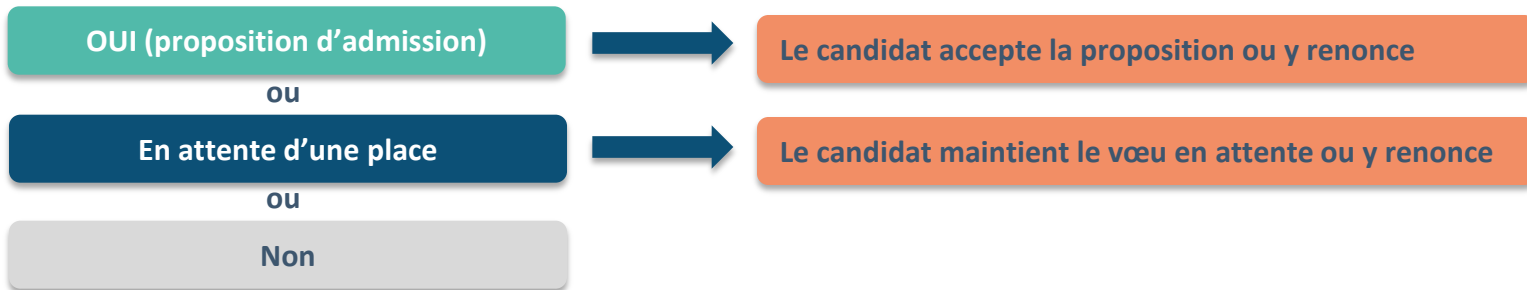 OUI (proposition d’admission)
Le candidat accepte la proposition ou y renonce
ou
En attente d’une place
Le candidat maintient le vœu en attente ou y renonce
ou
Non